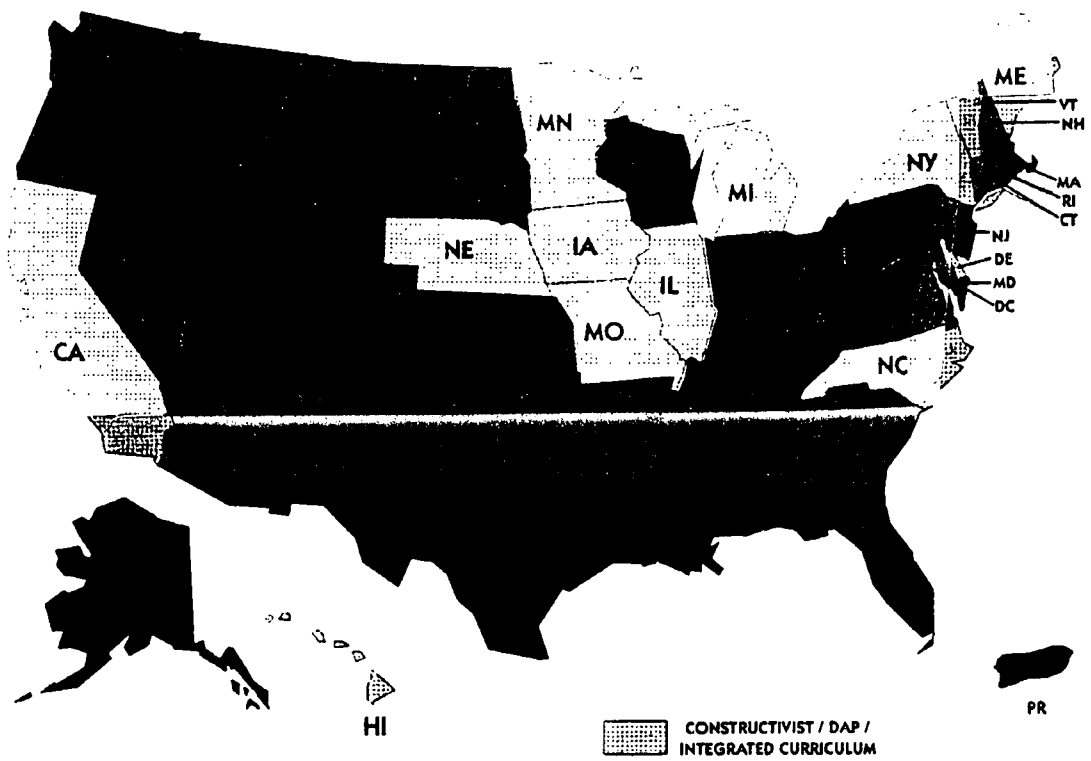 ME
VT
NH
MN
NY
MI
MA
RI
CT
NJ
NE
IA
DE
IL
MD
DC
MO
CA
NC
HI
PR
CONSTRUCTIVIST / DAP /
INTEGRATED CURRICULUM